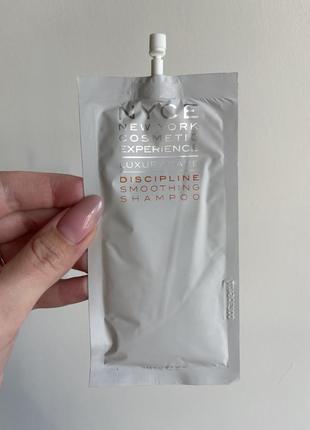 NYCE
NEW YORK
COSMETIC
EXPERIENCE
LUXURY CARE
DISCIPLINE
SMOOTHING
SHAMPOO